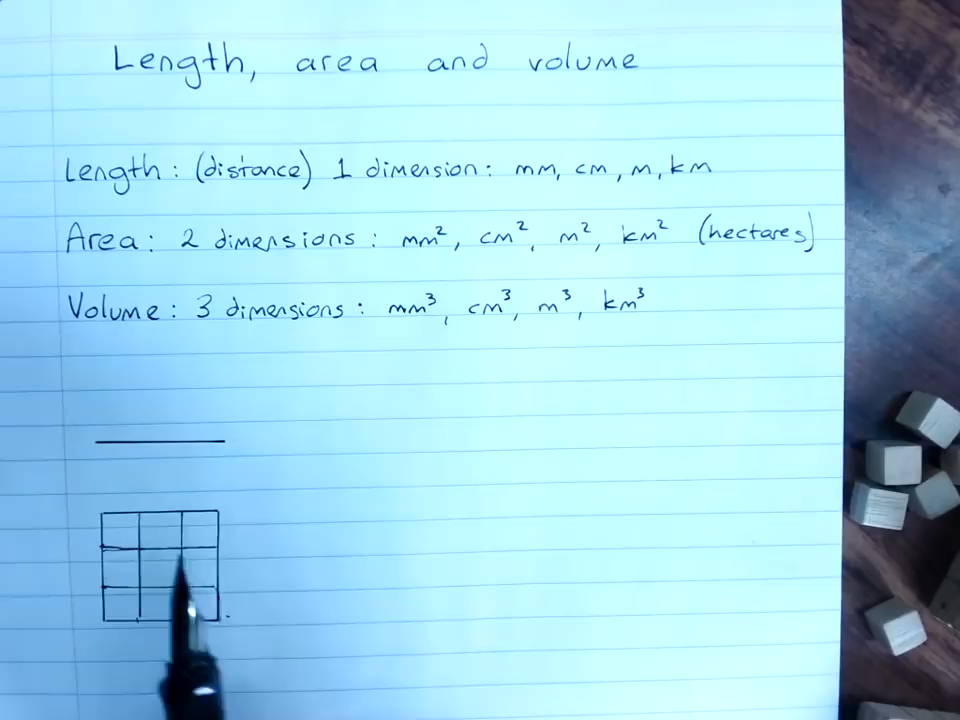 Length, area and volume
Length: (distance) 1 dimension: mm, cm, m, km
Area: 2 dimensions: mm², cm², m², km² (hectares)
Volume: 3 dimensions: mm³, cm³, m³, km³